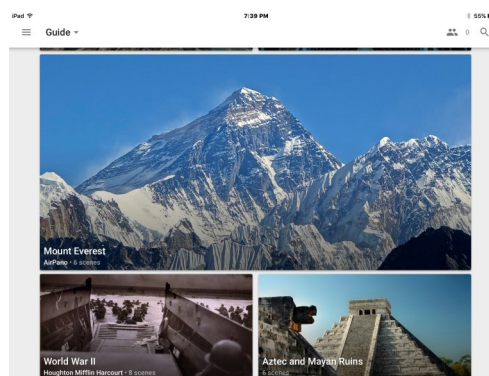 iPad
7:39 PM
55%
Guide
0
Mount Everest
AirPano • 6 scenes
World War II
Houghton Mifflin Harcourt • 8 scenes
Aztec and Mayan Ruins
6 scenes